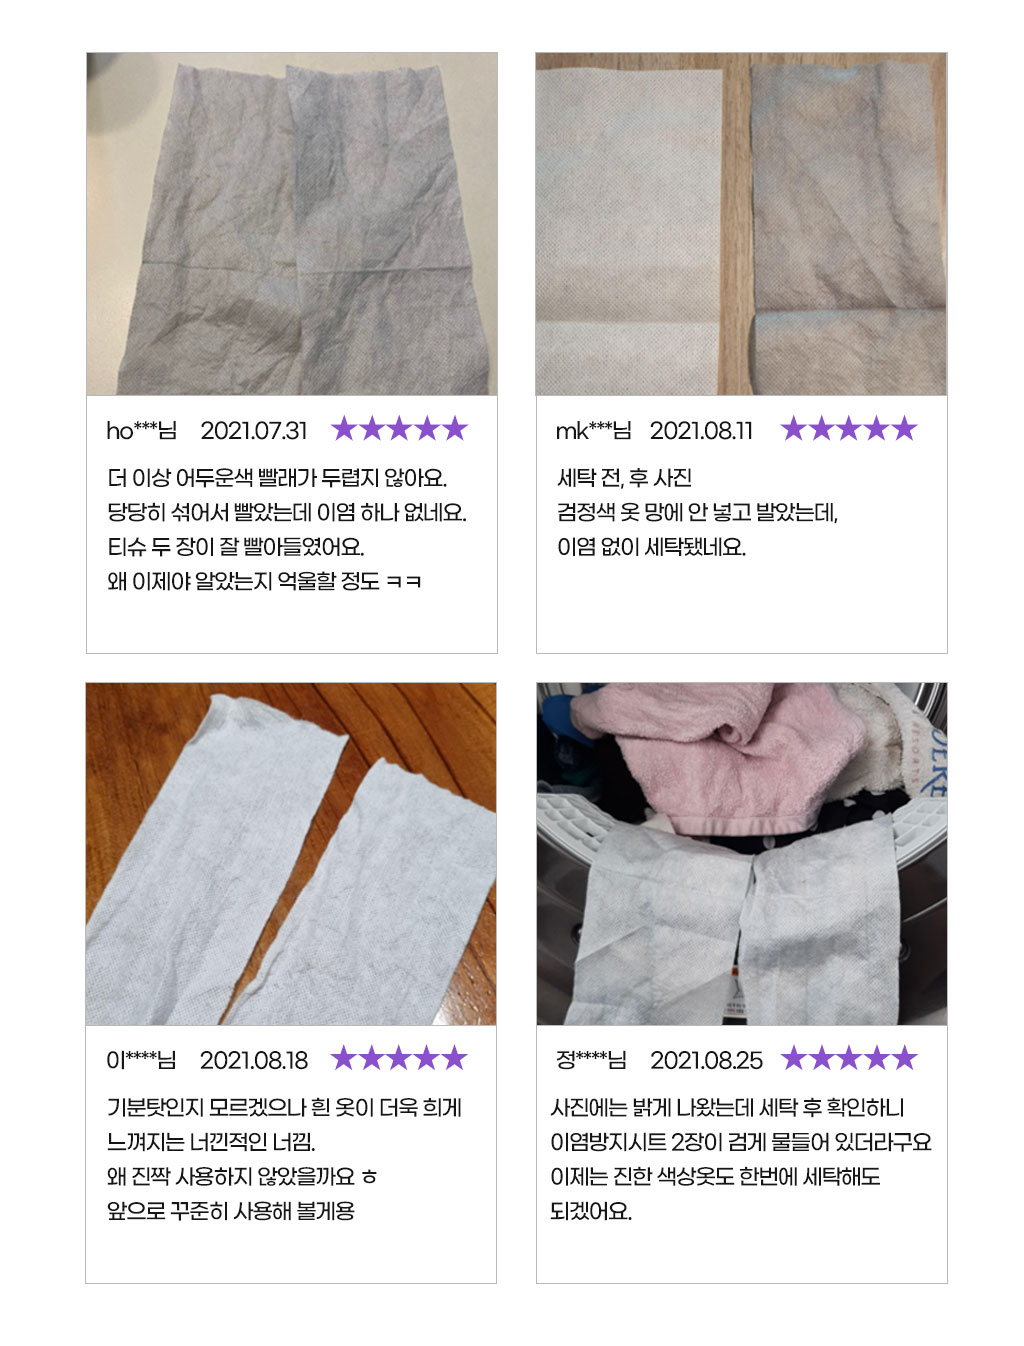 ho***님 2021.07.31 ★★★★★
더 이상 어두운색 빨래가 두렵지 않아요.
당당히 섞어서 빨았는데 이염 하나 없네요.
티슈 두 장이 잘 빨아들였어요.
왜 이제야 알았는지 억울할 정도 ㅋㅋ
mk***님 2021.08.11 ★★★★★
세탁 전, 후 사진
검정색 옷 망에 안 넣고 발았는데,
이염 없이 세탁됐네요.
이****님 2021.08.18 ★★★★★
기분탓인지 모르겠으나 흰 옷이 더욱 희게
느껴지는 너낀적인 너낌.
왜 진짝 사용하지 않았을까요 ㅎ
앞으로 꾸준히 사용해 볼게용
RESORTS
정****님 2021.08.25 ★★★★★
사진에는 밝게 나왔는데 세탁 후 확인하니
이염방지시트 2장이 검게 물들어 있더라구요
이제는 진한 색상옷도 한번에 세탁해도
되겠어요.